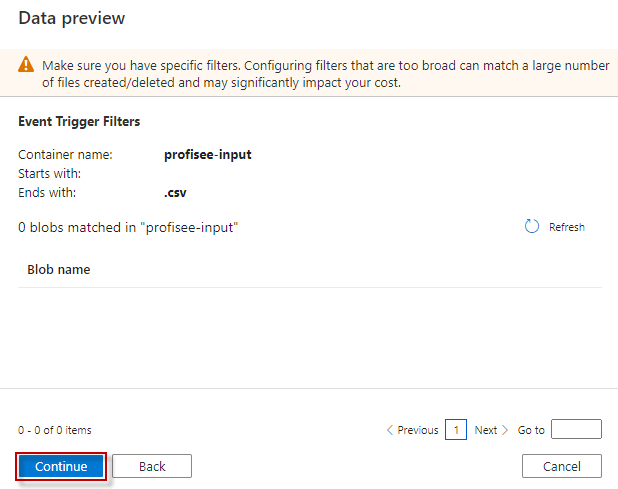 Data preview
Make sure you have specific filters. Configuring filters that are too broad can match a large number
of files created/deleted and may significantly impact your cost.
Event Trigger Filters
Container name: profisee-input
Starts with:
Ends with: .csv
0 blobs matched in "profisee-input" Refresh
Blob name
0 - 0 of 0 items Previous 1 Next Go to
Continue Back Cancel